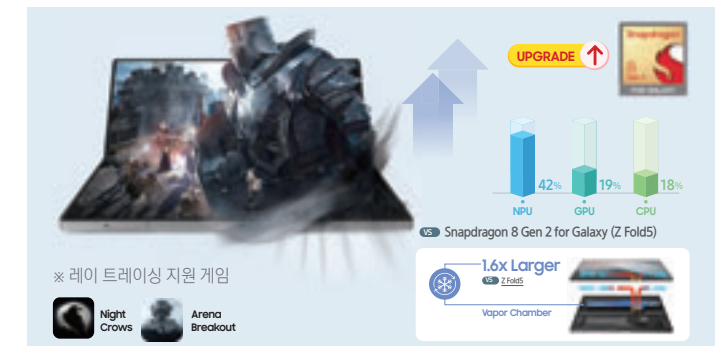 UPGRADE
Snapdragon
42%
19%
18%
NPU
GPU
CPU
VS Snapdragon 8 Gen 2 for Galaxy (Z Fold5)
※ 레이 트레이싱 지원 게임
Night
Crows
Arena
Breakout
1.6x Larger
VS Z Fold5
Vapor Chamber